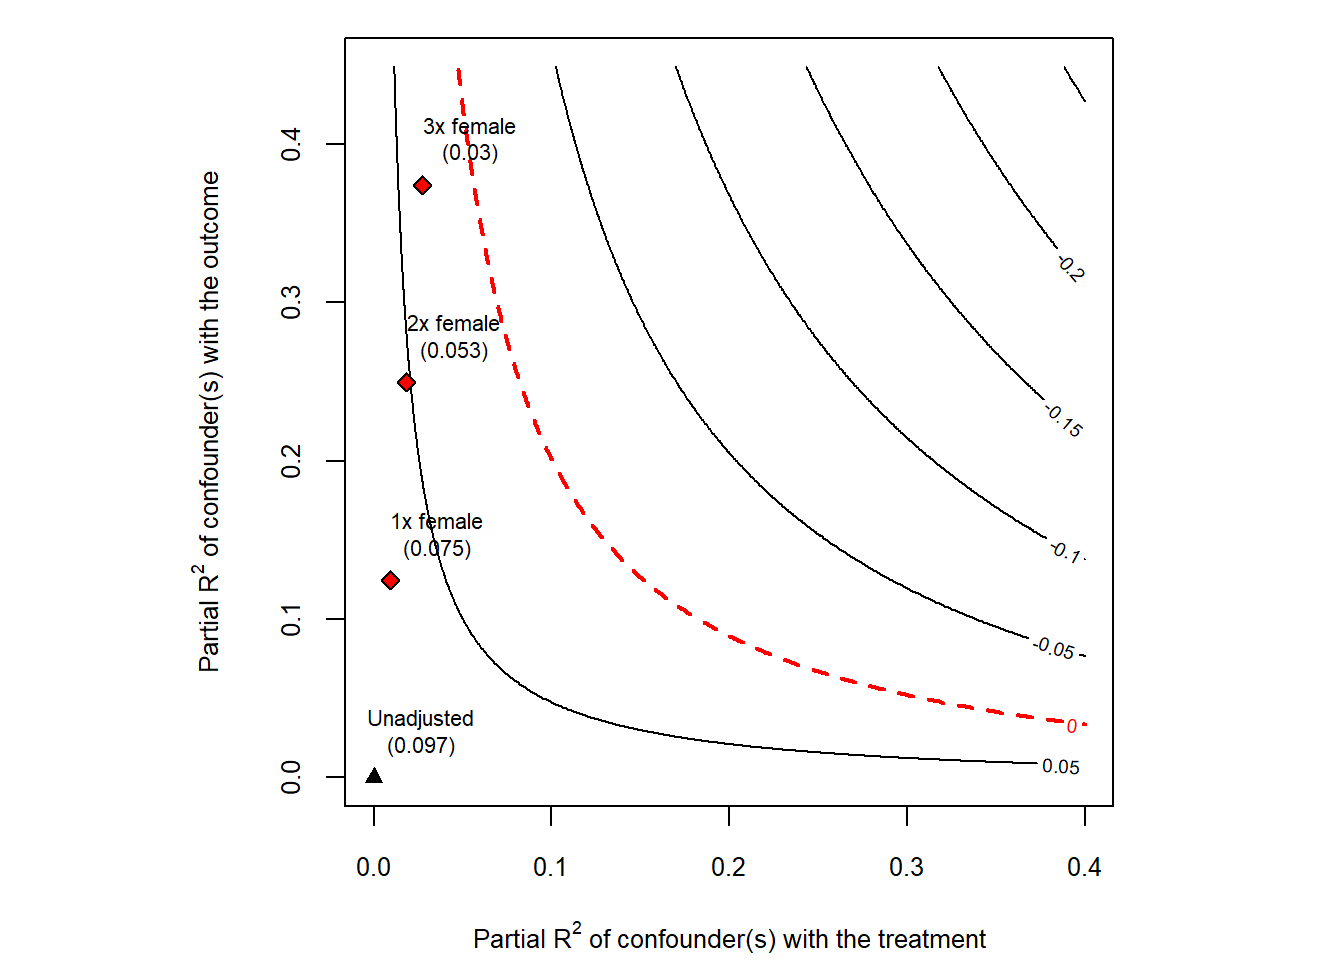 3x female
(0.03)
2x female
(0.053)
1x female
(0.075)
Unadjusted
(0.097)
-0.2
-0.15
-0.1
-0.05
0
0.05
0.4
0.3
0.2
0.1
0.0
Partial R² of confounder(s) with the outcome
0.0 0.1 0.2 0.3 0.4
Partial R² of confounder(s) with the treatment